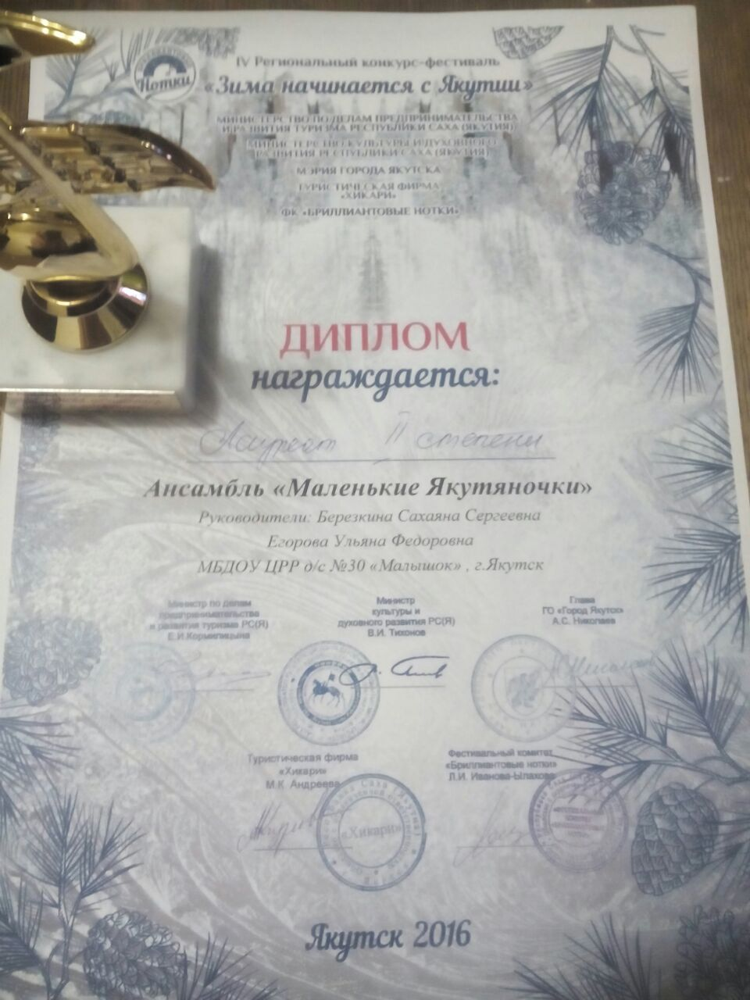 Нотки
IV Региональный конкурс-фестиваль
«Зима начинается с Якутии»
МИНИСТЕРСТВО ПО ДЕЛАМ ПРЕДПРИНИМАТЕЛЬСТВА
И РАЗВИТИЯ ТУРИЗМА РЕСПУБЛИКИ САХА (ЯКУТИЯ)
МИНИСТЕРСТВО КУЛЬТУРЫ И ДУХОВНОГО
РАЗВИТИЯ РЕСПУБЛИКИ САХА (ЯКУТИЯ)
МЭРИЯ ГОРОДА ЯКУТСКА
ТУРИСТИЧЕСКАЯ ФИРМА
«ХИКАРИ»
ФК «БРИЛЛИАНТОВЫЕ НОТКИ»
ДИПЛОМ
награждается:
Лауреат II степени
Ансамбль «Маленькие Якутяночки»
Руководители: Березкина Сахаяна Сергеевна
Егорова Ульяна Федоровна
МБДОУ ЦРР д/с №30 «Малышок» , г.Якутск
Министр по делам
предпринимательства
и развития туризма РС(Я)
Е.И.Кормилицына
Министр
культуры и
духовного развития РС(Я)
В.И. Тихонов
Глава
ГО «Город Якутск»
А.С. Николаев
Туристическая фирма
«Хикари»
М.К. Андреева
Фестивальный комитет
«Бриллиантовые нотки»
Л.И. Иванова-Ылахова
«Хикари»
Якутск 2016